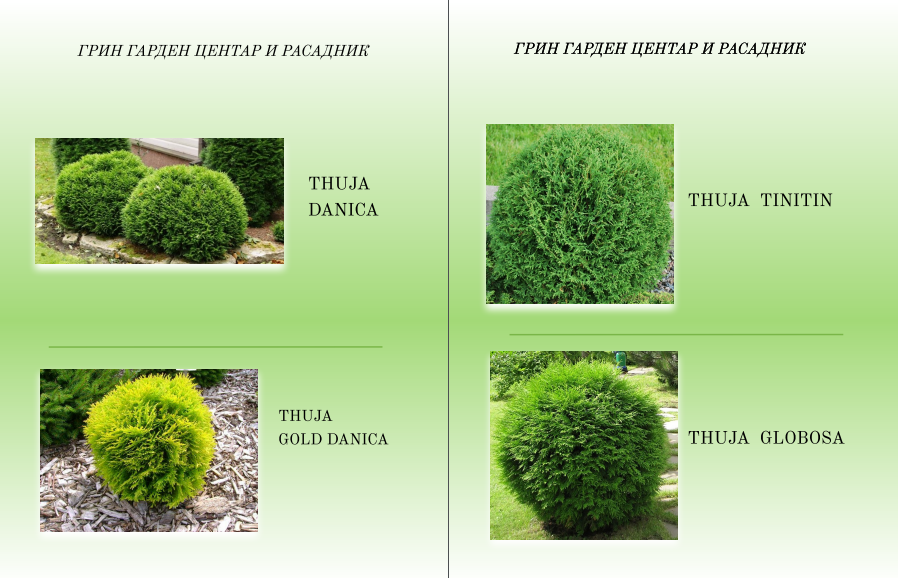 ГРИН ГАРДЕН ЦЕНТАР И РАСАДНИК
THUJA
DANICA
THUJA
GOLD DANICA
ГРИН ГАРДЕН ЦЕНТАР И РАСАДНИК
THUJA TINITIN
THUJA GLOBOSA